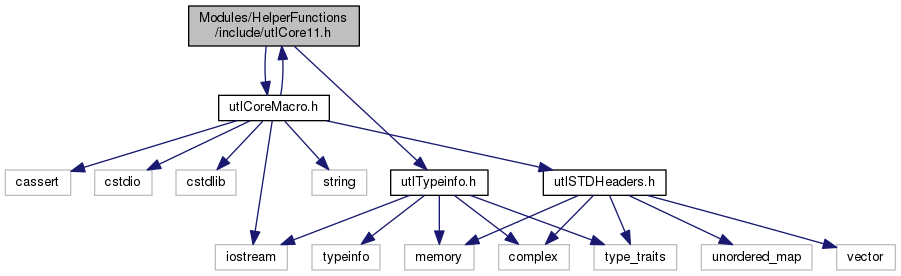 Modules/HelperFunctions
/include/utlCore11.h
utlCoreMacro.h
cassert
cstdio
cstdlib
string
utlTypeinfo.h
utlSTDHeaders.h
iostream
typeinfo
memory
complex
type_traits
unordered_map
vector